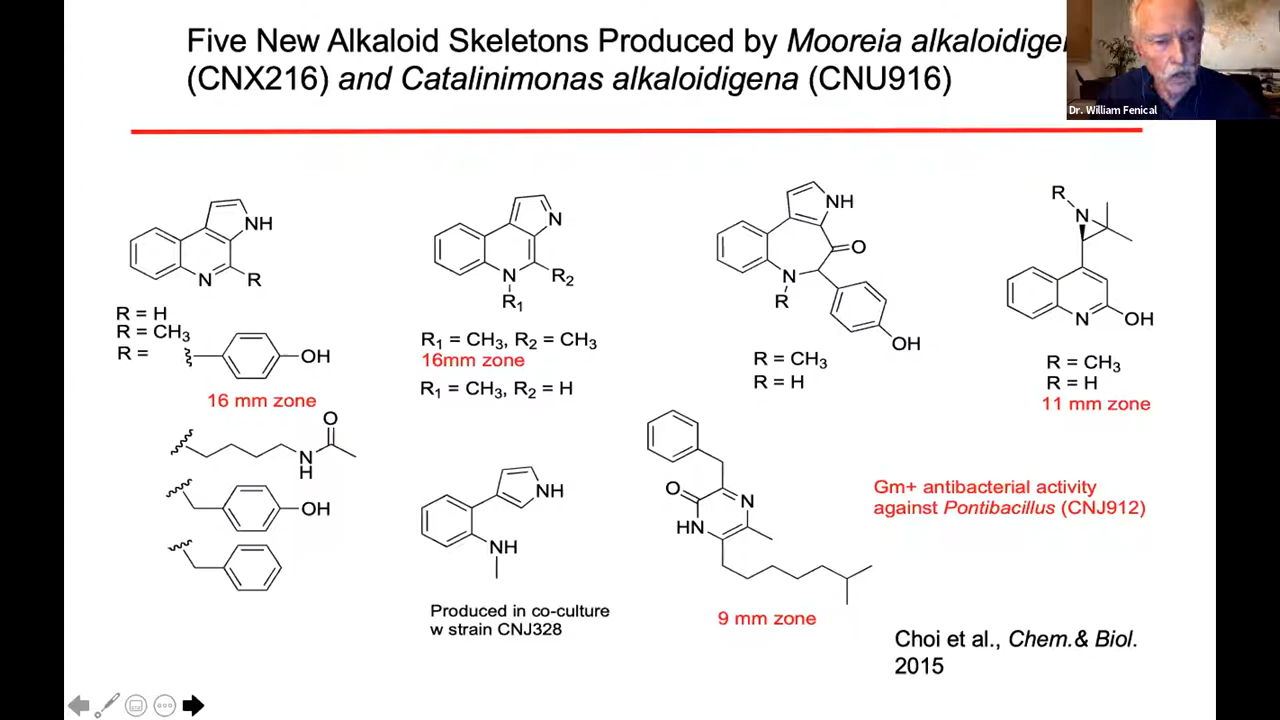 Five New Alkaloid Skeletons Produced by Mooreia
(CNX216) and Catalinimonas alkaloidigena (CNU916)
Dr. William Fenical
NH
N
R
R = H
R = CH3
R =
OH
16 mm zone
O
N
H
OH
N
N
R2
R1
R1 = CH3, R2 = CH3
16mm zone
R1 = CH3, R2 = H
NH
NH
Produced in co-culture
w strain CNJ328
NH
O
N
R
OH
R = CH3
R = H
O
N
HN
9 mm zone
R
N
N
OH
R = CH3
R = H
11 mm zone
Gm+ antibacterial activity
against Pontibacillus (CNJ912)
Choi et al., Chem.& Biol.
2015